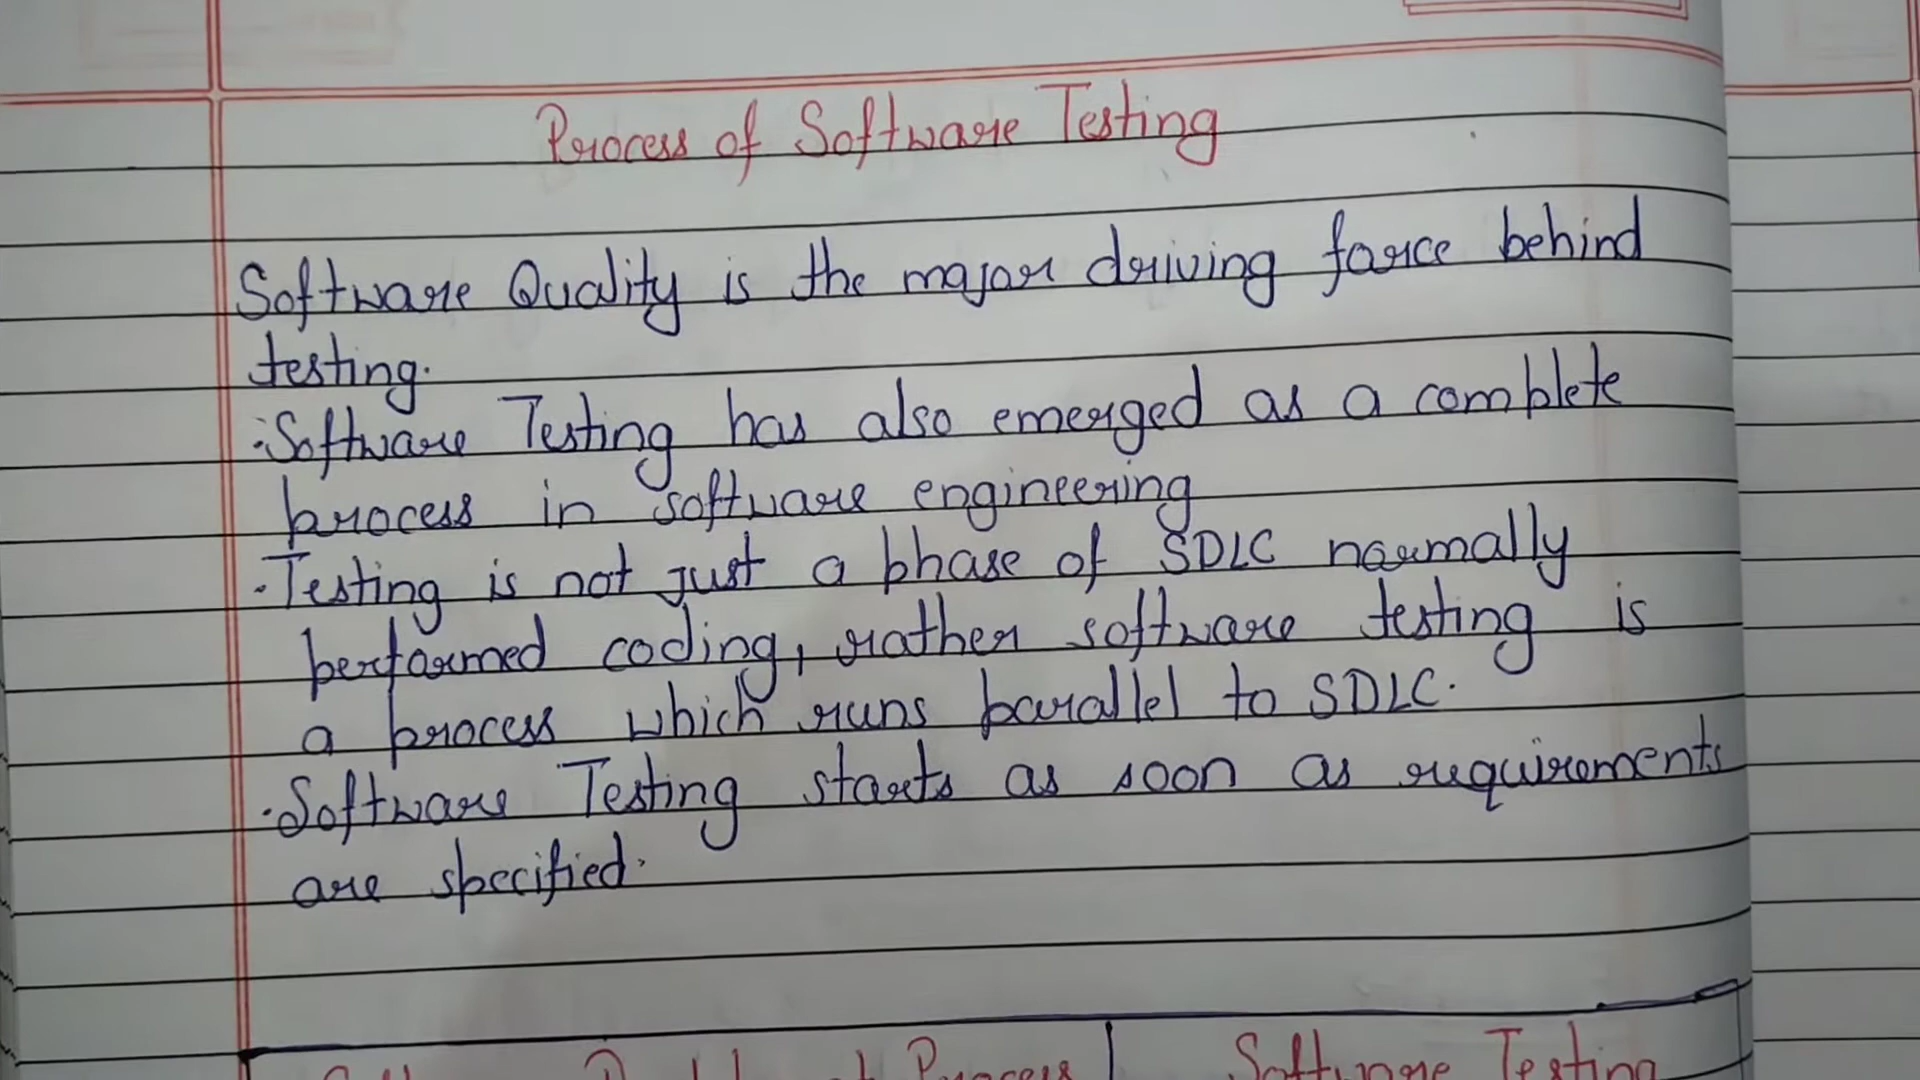 Process of Software Testing
Software Quality is the major driving force behind
testing.
·Software Testing has also emerged as a complete
process in software engineering
·Testing is not just a phase of SDLC normally
performed coding, rather software testing is
a process which runs parallel to SDLC.
·Software Testing starts as soon as requirements
are specified.
Process Software Testing